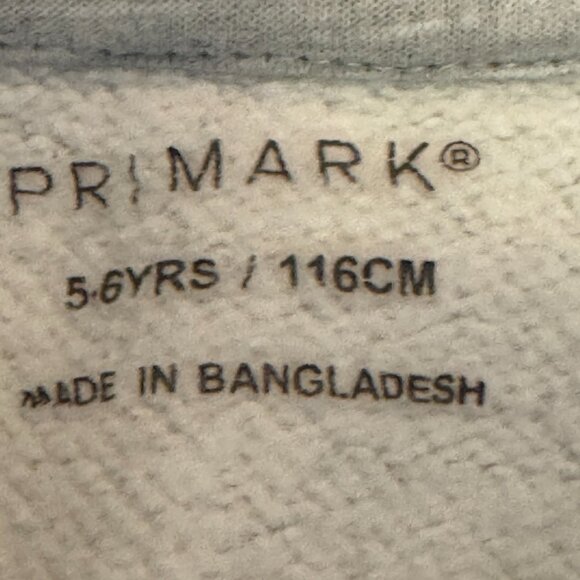 PRIMARK®
5-6YRS / 116CM
MADE IN BANGLADESH